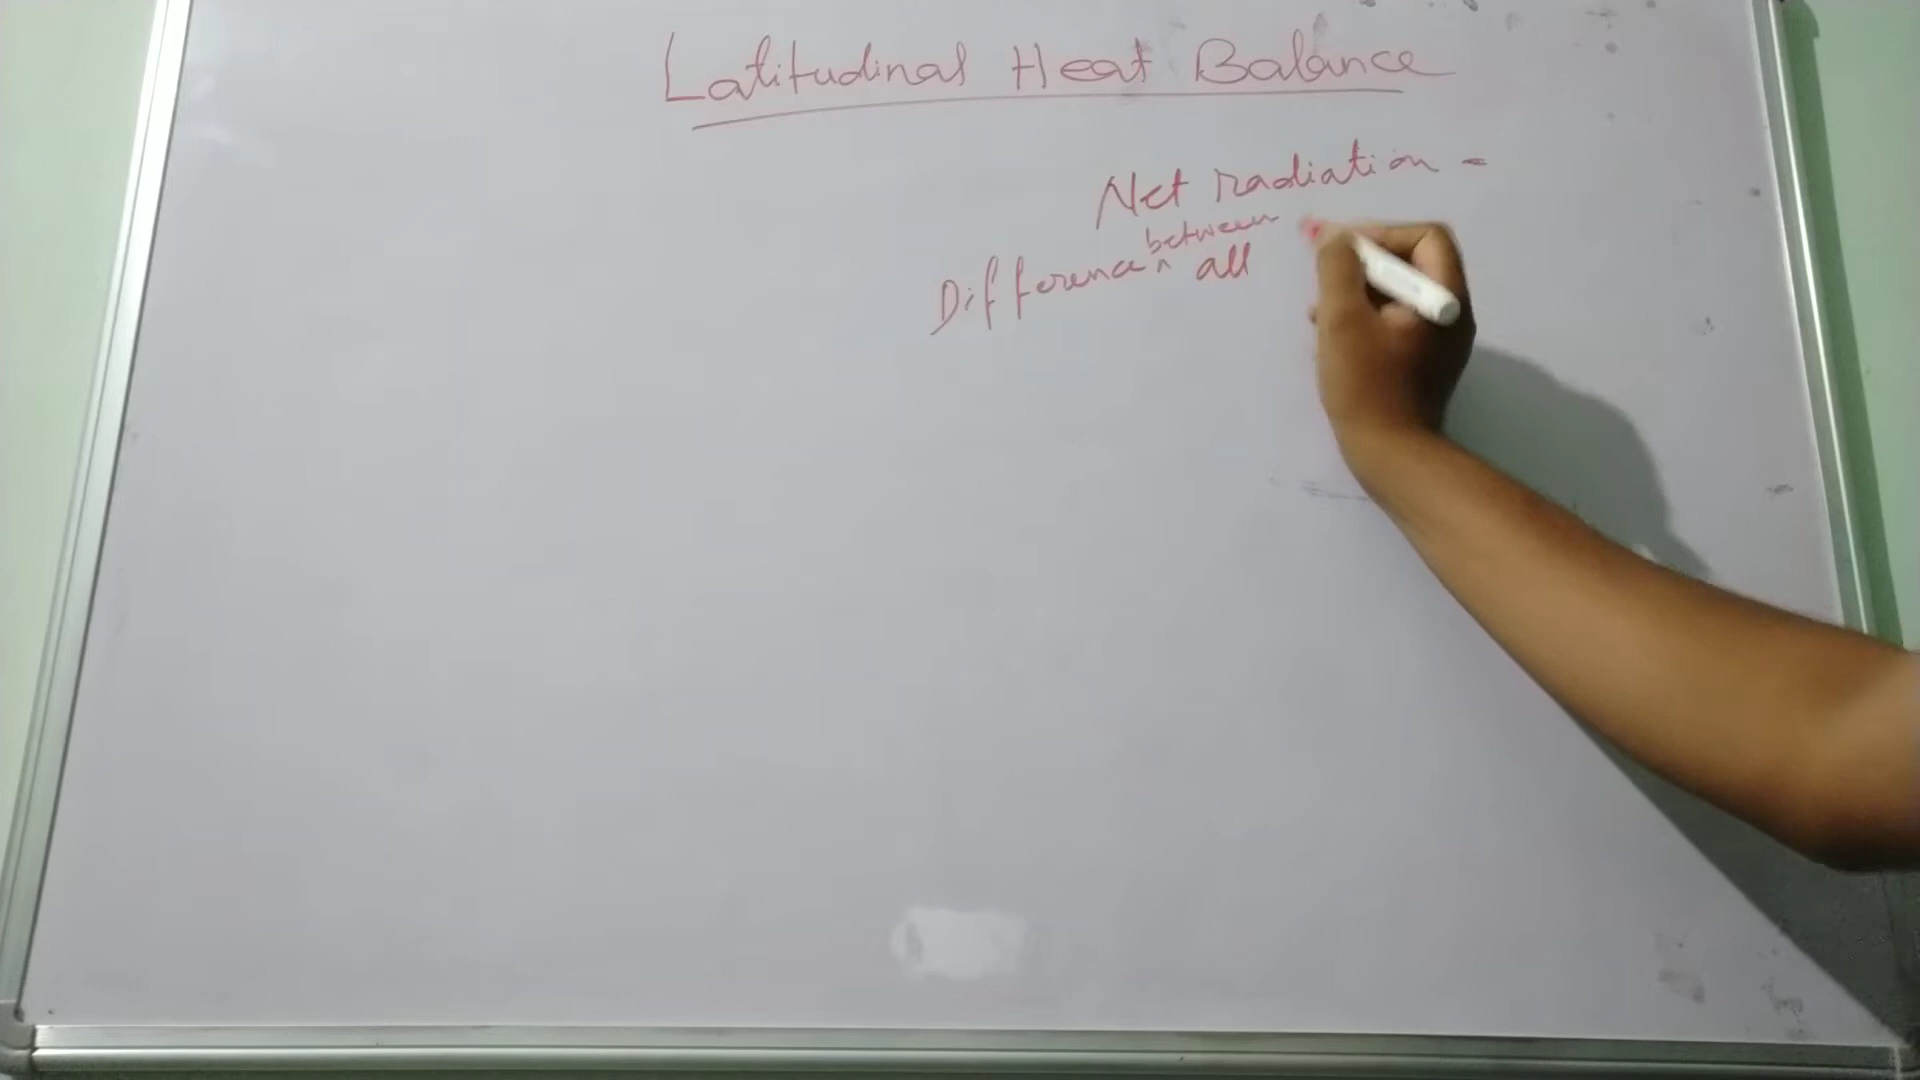 Latitudinal Heat Balance
Net radiation =
between
Difference ^ all